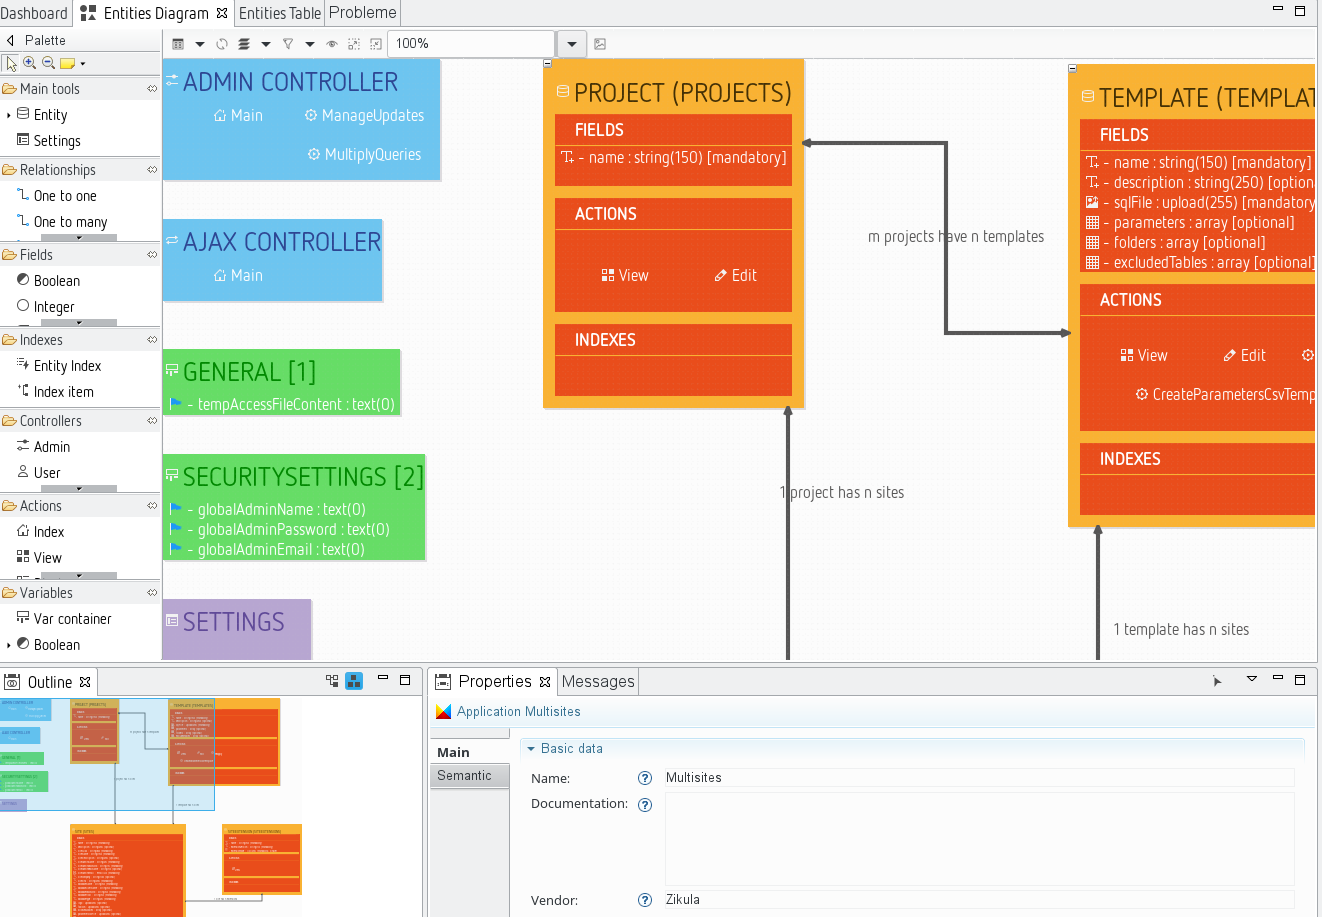 Dashboard
Entities Diagram
Entities Table
Probleme
Palette
100%
Main tools
Entity
Settings
Relationships
One to one
One to many
Fields
Boolean
Integer
Indexes
Entity Index
Index item
Controllers
Admin
User
Actions
Index
View
Variables
Var container
Boolean
ADMIN CONTROLLER
Main
ManageUpdates
MultiplyQueries
AJAX CONTROLLER
Main
GENERAL [1]
- tempAccessFileContent : text(0)
SECURITYSETTINGS [2]
- globalAdminName : text(0)
- globalAdminPassword : text(0)
- globalAdminEmail : text(0)
SETTINGS
PROJECT (PROJECTS)
FIELDS
- name : string(150) [mandatory]
ACTIONS
View
Edit
INDEXES
m projects have n templates
1 project has n sites
TEMPLATE (TEMPLAT
FIELDS
- name : string(150) [mandatory]
- description : string(250) [option
- sqlFile : upload(255) [mandatory
- parameters : array [optional]
- folders : array [optional]
- excludedTables : array [optional]
ACTIONS
View
Edit
CreateParametersCsvTemp
INDEXES
1 template has n sites
Outline
Properties
Messages
Application Multisites
Main
Semantic
Basic data
Name:
Multisites
Documentation:
Vendor:
Zikula